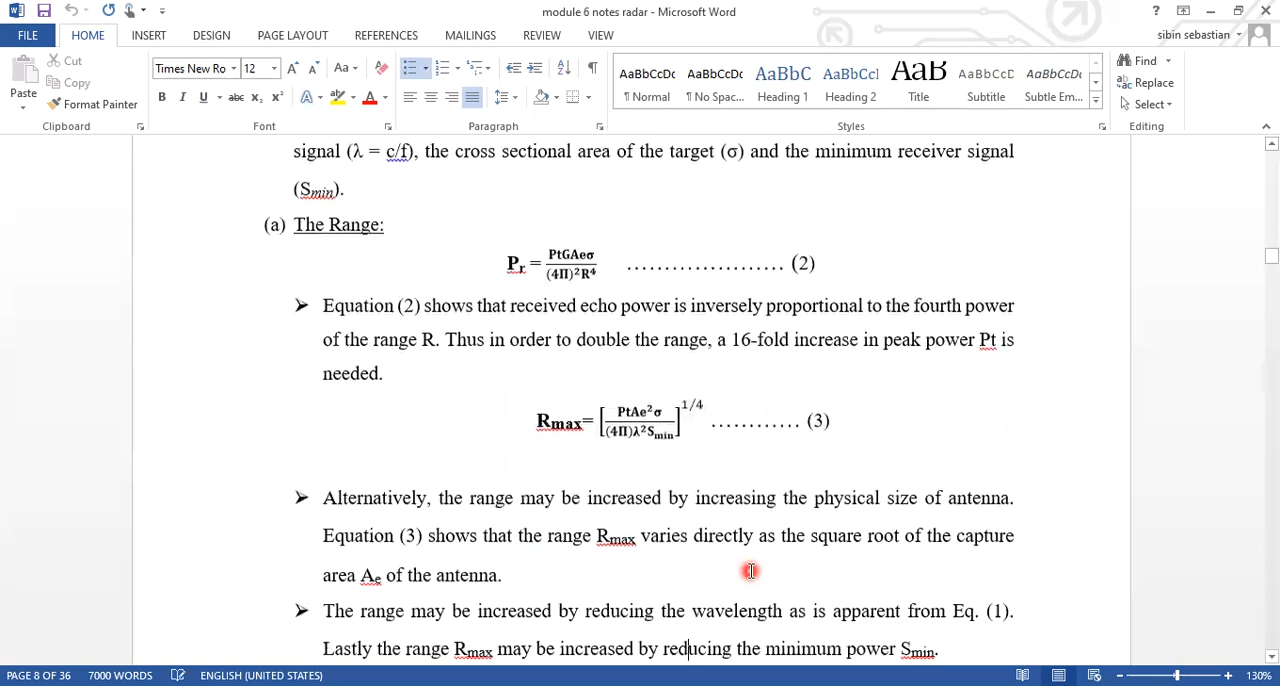 module 6 notes radar - Microsoft Word
FILE HOME INSERT DESIGN PAGE LAYOUT REFERENCES MAILINGS REVIEW VIEW sibin sebastian
Cut
Copy
Format Painter
Paste
Times New Ro 12
AaBbCcDc AaBbCcDc AaBbC AaBbCcI AaB AaBbCcD AaBbCcDc
¶ Normal ¶ No Spac... Heading 1 Heading 2 Title Subtitle Subtle Em...
Find
Replace
Select
Clipboard Font Paragraph Styles Editing
signal (λ = c/f), the cross sectional area of the target (σ) and the minimum receiver signal
(Smin).
(a) The Range:
Pr = PtGAeσ / (4Π)²R⁴ ..................... (2)
➢ Equation (2) shows that received echo power is inversely proportional to the fourth power
of the range R. Thus in order to double the range, a 16-fold increase in peak power Pt is
needed.
Rmax= [PtAe²σ / (4Π)λ²Smin]^1/4 ............ (3)
➢ Alternatively, the range may be increased by increasing the physical size of antenna.
Equation (3) shows that the range Rmax varies directly as the square root of the capture
area Ae of the antenna.
➢ The range may be increased by reducing the wavelength as is apparent from Eq. (1).
Lastly the range Rmax may be increased by reducing the minimum power Smin.
PAGE 8 OF 36 7000 WORDS ENGLISH (UNITED STATES) 130%